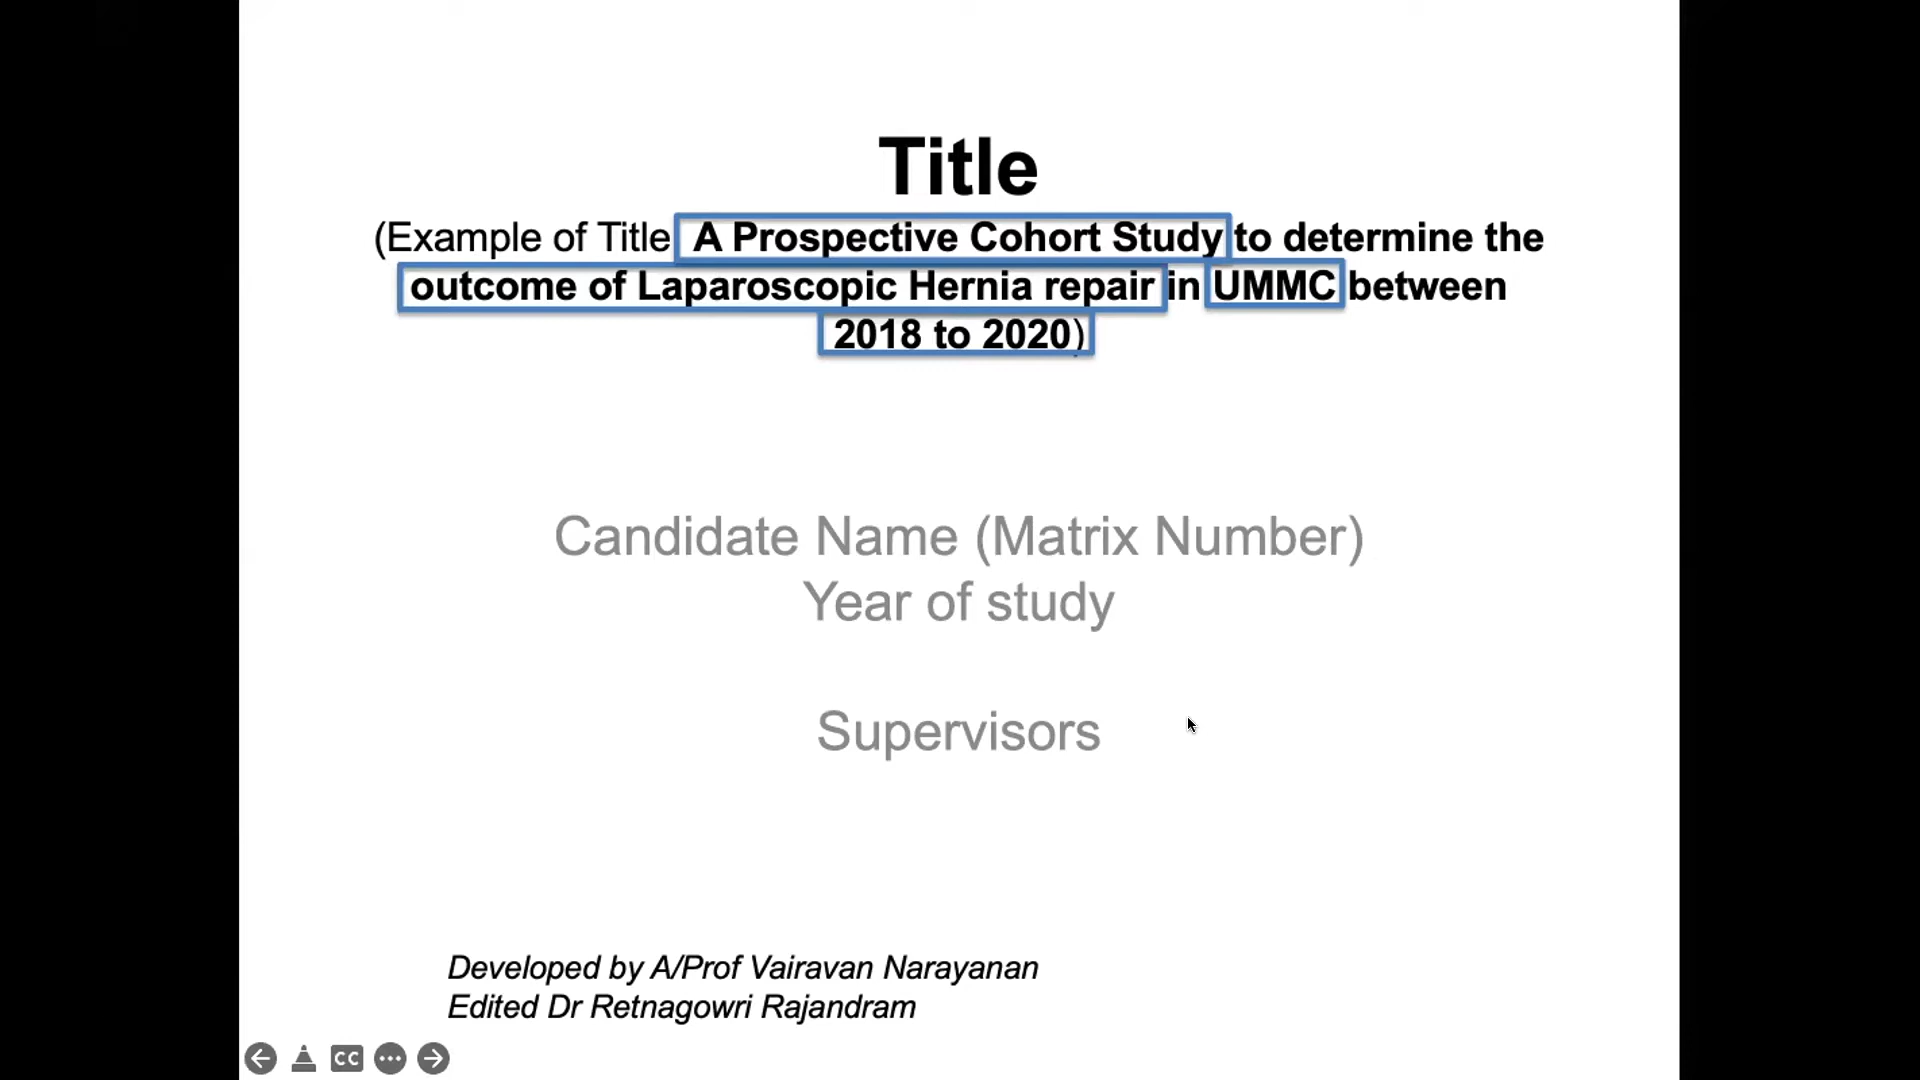 Title
(Example of Title A Prospective Cohort Study to determine the
outcome of Laparoscopic Hernia repair in UMMC between
2018 to 2020)
Candidate Name (Matrix Number)
Year of study
Supervisors
Developed by A/Prof Vairavan Narayanan
Edited Dr Retnagowri Rajandram
CC